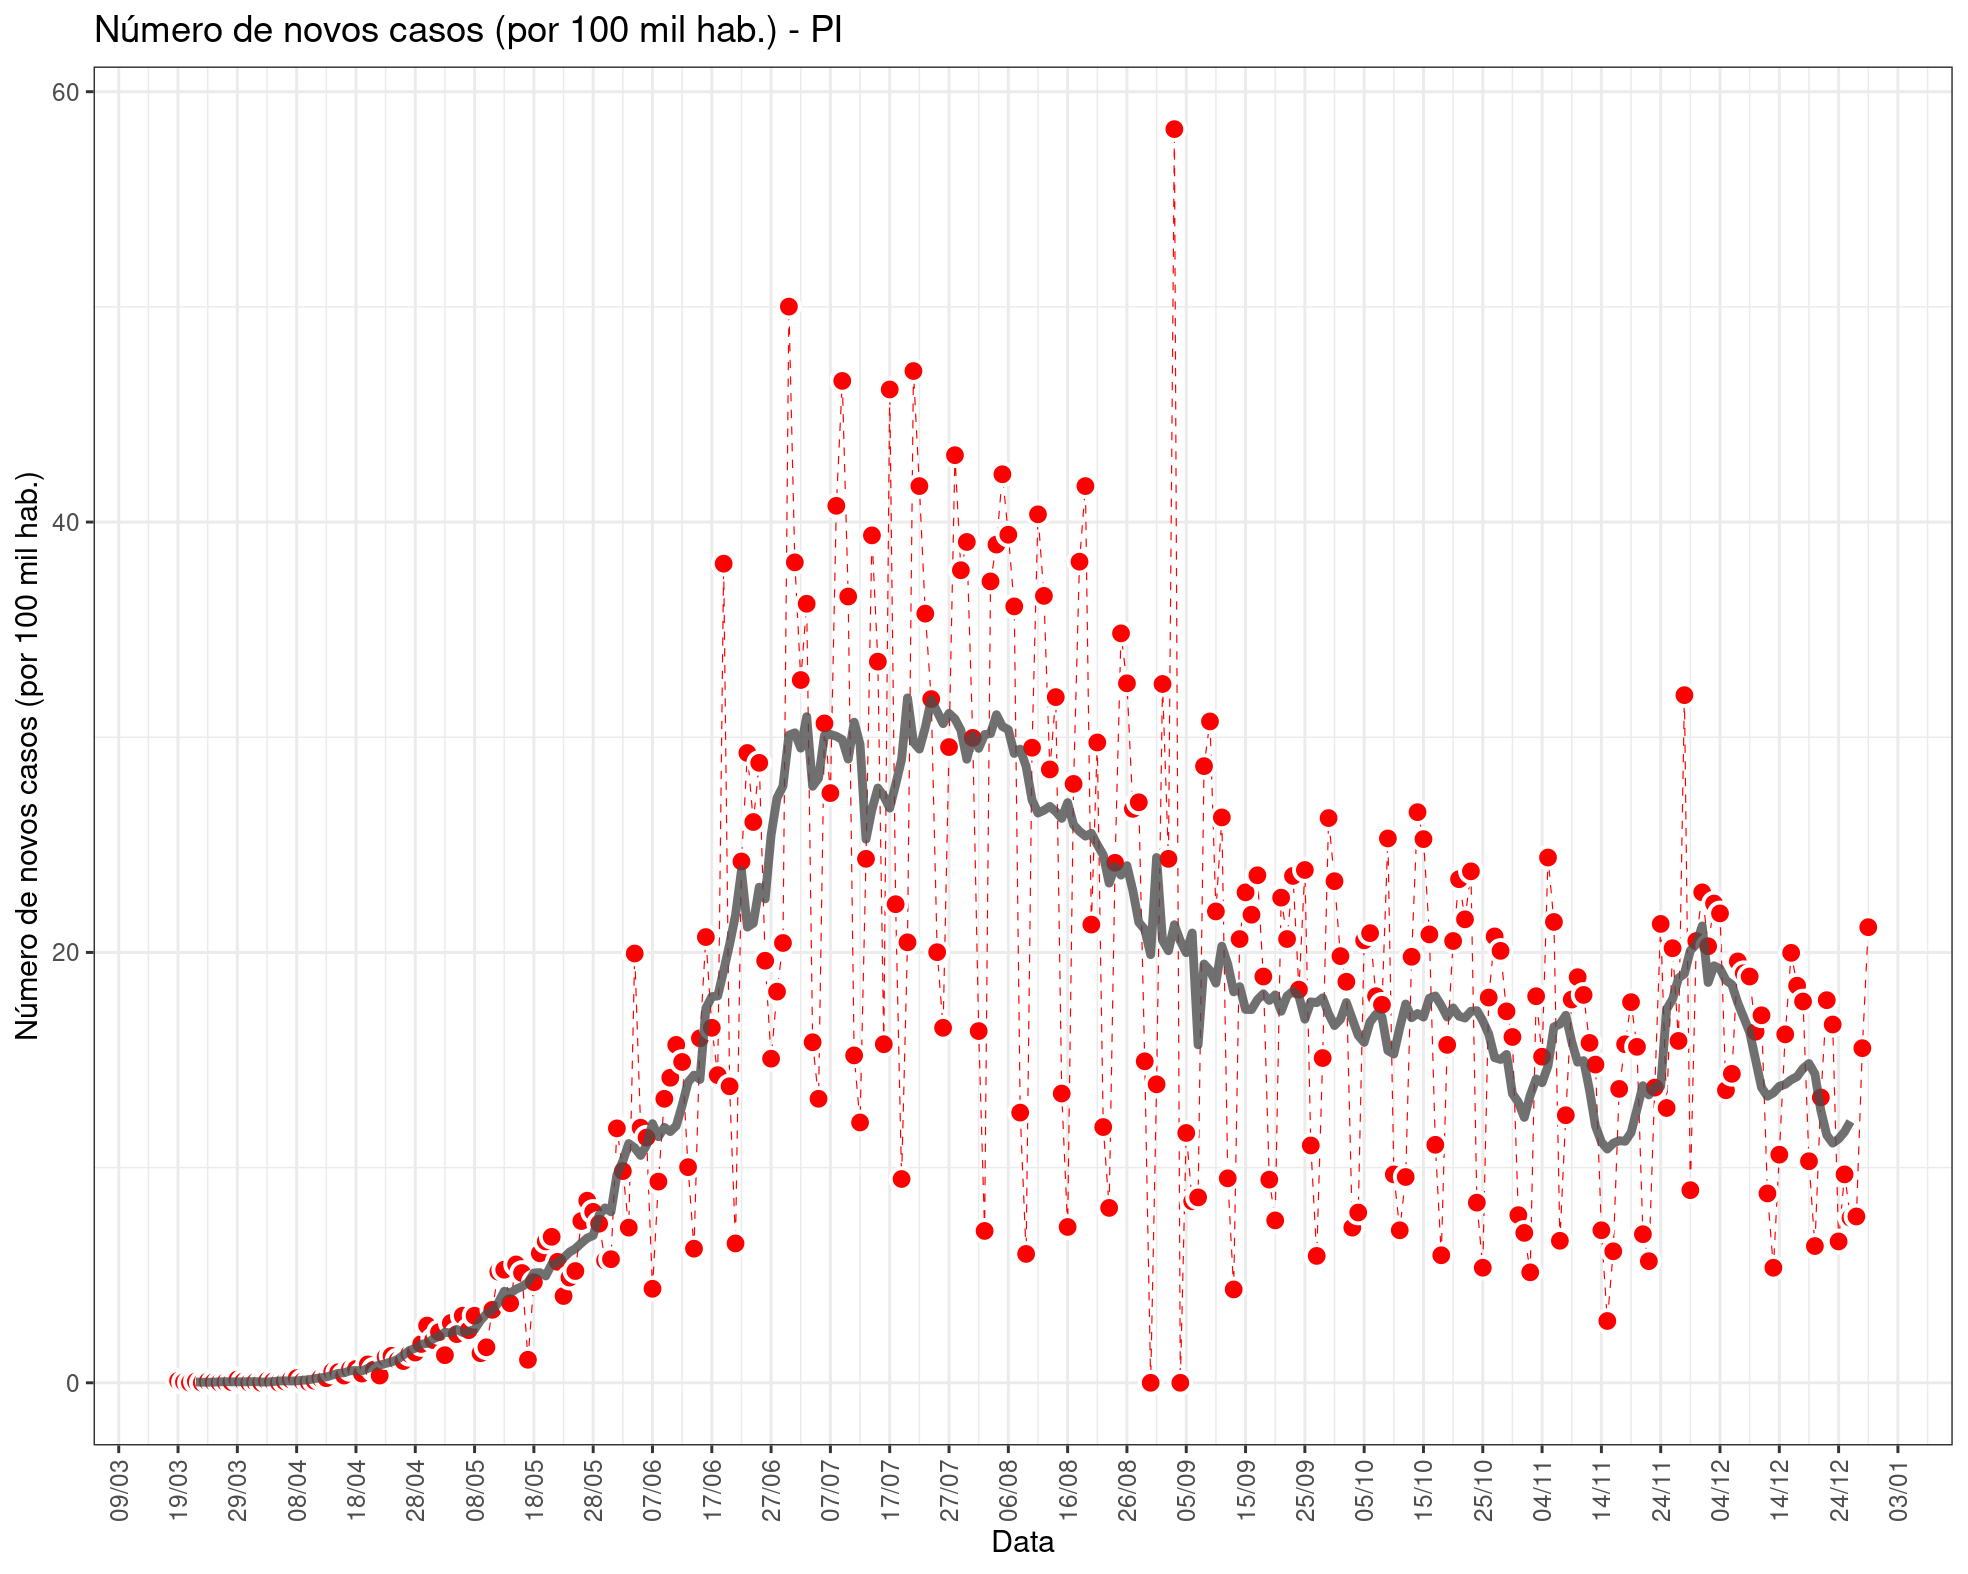 Número de novos casos (por 100 mil hab.) - PI
Número de novos casos (por 100 mil hab.)
60
40
20
0
09/03 19/03 29/03 08/04 18/04 28/04 08/05 18/05 28/05 07/06 17/06 27/06 07/07 17/07 27/07 06/08 16/08 26/08 05/09 15/09 25/09 05/10 15/10 25/10 04/11 14/11 24/11 04/12 14/12 24/12 03/01
Data